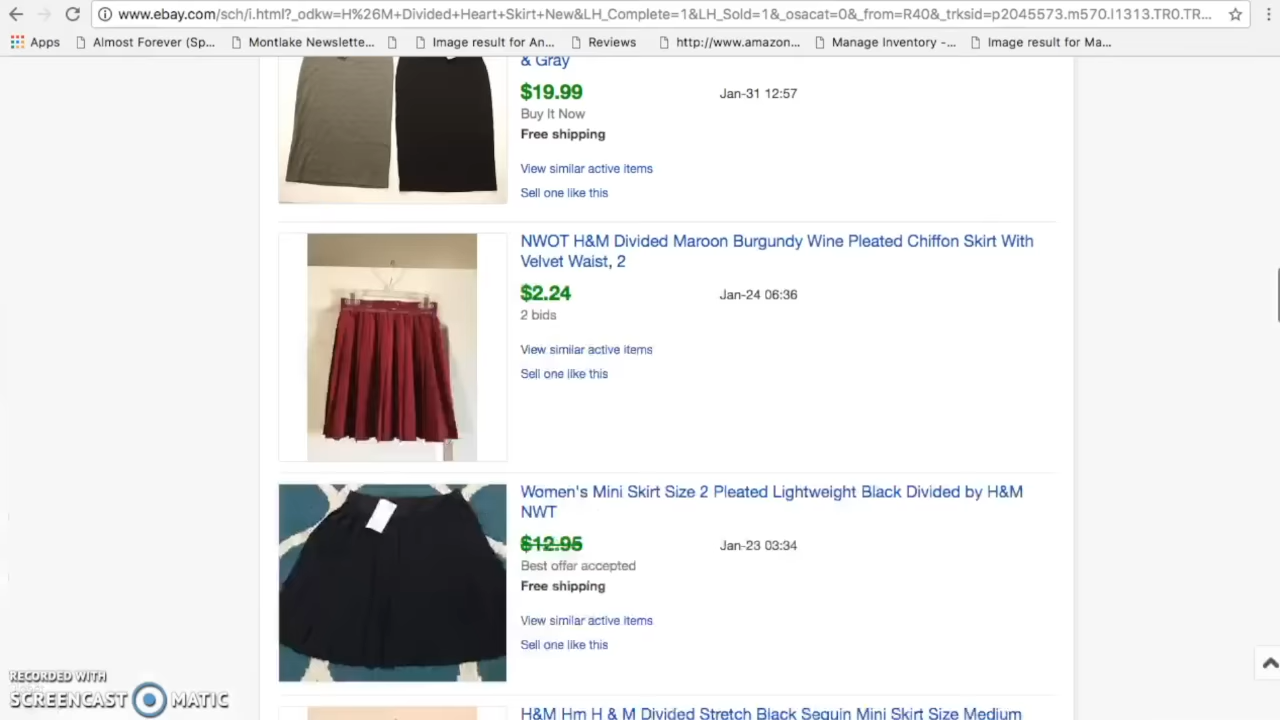 www.ebay.com/sch/i.html?_odkw=H%26M+Divided+Heart+Skirt+New&LH_Complete=1&LH_Sold=1&_osacat=0&_from=R40&_trksid=p2045573.m570.l1313.TR0.TR...
Apps Almost Forever (Sp... Montlake Newslette... Image result for An... Reviews http://www.amazon... Manage Inventory -... Image result for Ma...
& Gray
$19.99 Jan-31 12:57
Buy It Now
Free shipping
View similar active items
Sell one like this
NWOT H&M Divided Maroon Burgundy Wine Pleated Chiffon Skirt With
Velvet Waist, 2
$2.24 Jan-24 06:36
2 bids
View similar active items
Sell one like this
Women's Mini Skirt Size 2 Pleated Lightweight Black Divided by H&M
NWT
$12.95 Jan-23 03:34
Best offer accepted
Free shipping
View similar active items
Sell one like this
H&M Hm H & M Divided Stretch Black Sequin Mini Skirt Size Medium
RECORDED WITH
SCREENCAST MATIC